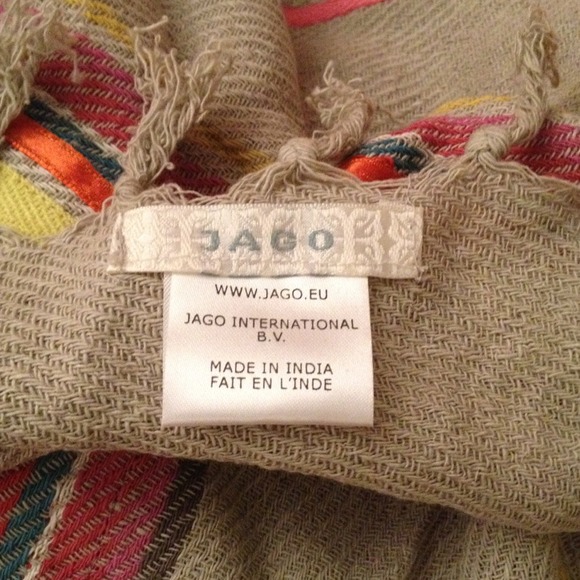 JAGO
WWW.JAGO.EU
JAGO INTERNATIONAL
B.V.
MADE IN INDIA
FAIT EN L'INDE